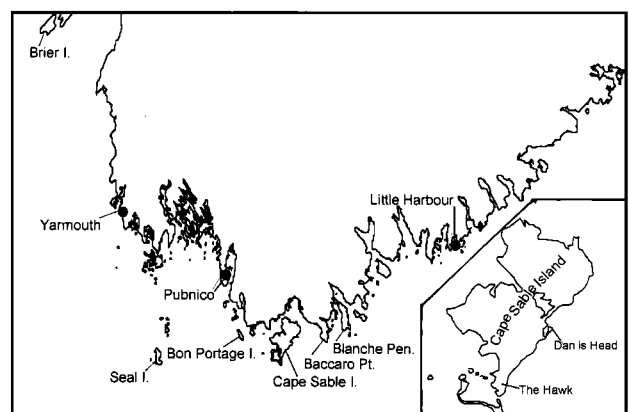 Brier I.
Little Harbour
Yarmouth
Cape Sable Island
Pubnico
Dan is Head
Bon Portage I.
Blanche Pen.
Baccaro Pt.
Seal I.
Cape Sable I.
The Hawk